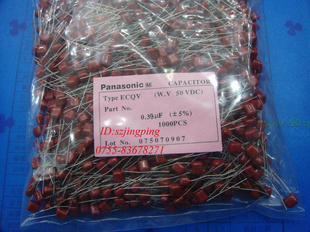 Panasonic CAPACITOR
Type ECQV (W.V 50 VDC)
Part No.
0.39μF (±5%)
1000PCS
ID:szjingping
Lot No. 075070907
0755-83678271